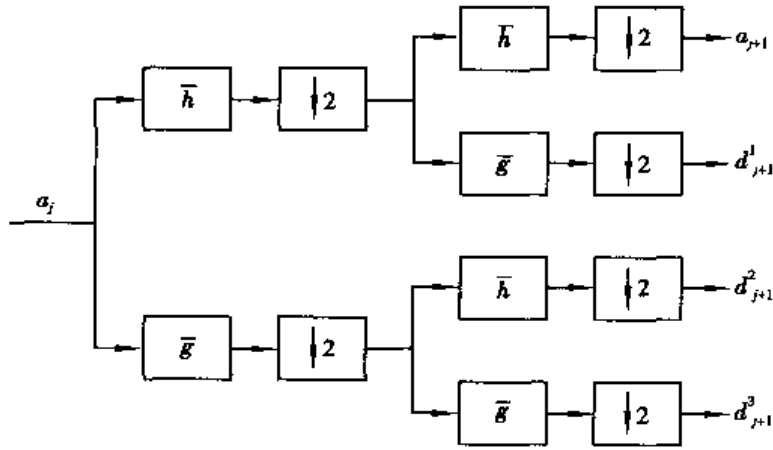 h̄ ↓2 a_{j+1}
h̄ ↓2
ḡ ↓2 d^1_{j+1}
a_j
h̄ ↓2 d^2_{j+1}
ḡ ↓2
ḡ ↓2 d^3_{j+1}